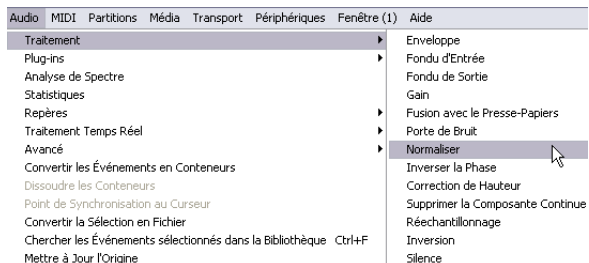 Audio MIDI Partitions Média Transport Périphériques Fenêtre (1) Aide
Traitement
Plug-ins
Analyse de Spectre
Statistiques
Repères
Traitement Temps Réel
Avancé
Convertir les Événements en Conteneurs
Dissoudre les Conteneurs
Point de Synchronisation au Curseur
Convertir la Sélection en Fichier
Chercher les Événements sélectionnés dans la Bibliothèque Ctrl+F
Mettre à Jour l'Origine
Enveloppe
Fondu d'Entrée
Fondu de Sortie
Gain
Fusion avec le Presse-Papiers
Porte de Bruit
Normaliser
Inverser la Phase
Correction de Hauteur
Supprimer la Composante Continue
Réechantillonnage
Inversion
Silence